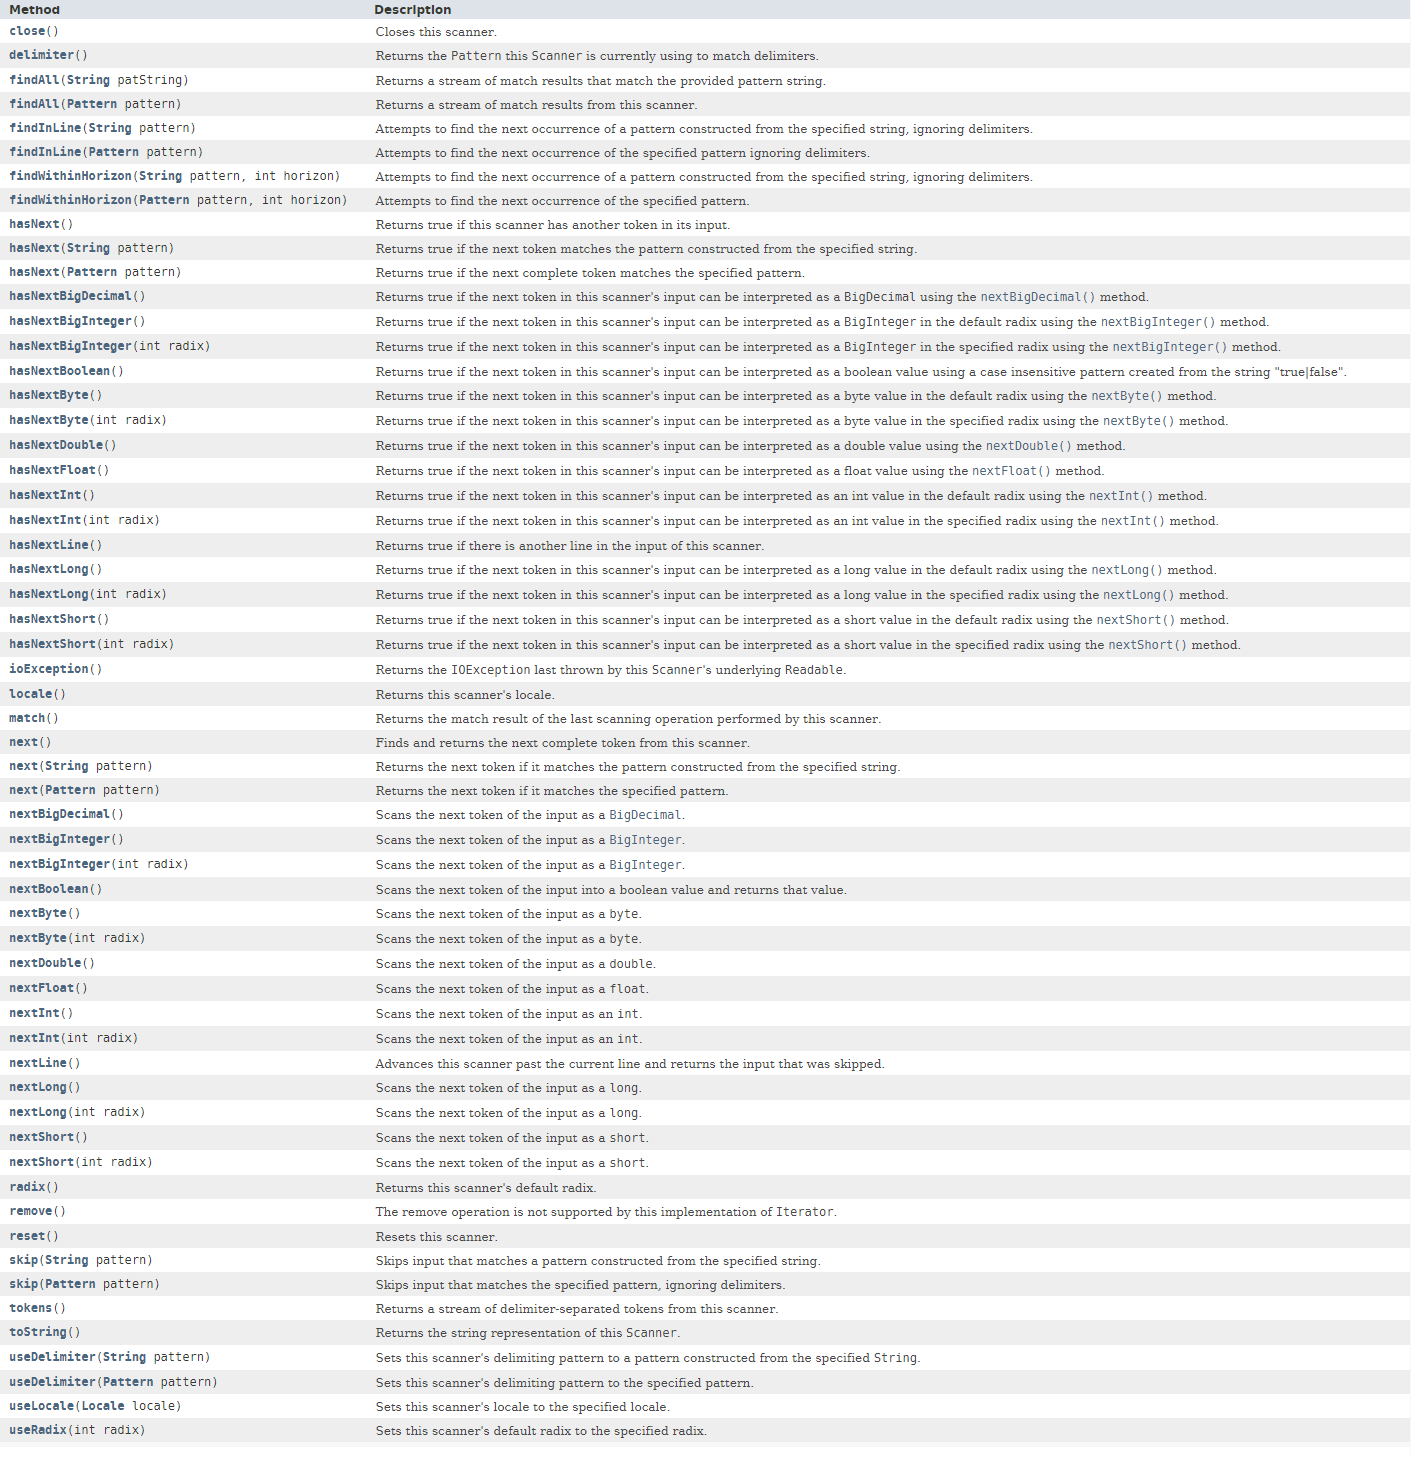 Method Description
close() Closes this scanner.
delimiter() Returns the Pattern this Scanner is currently using to match delimiters.
findAll(String patString) Returns a stream of match results that match the provided pattern string.
findAll(Pattern pattern) Returns a stream of match results from this scanner.
findInLine(String pattern) Attempts to find the next occurrence of a pattern constructed from the specified string, ignoring delimiters.
findInLine(Pattern pattern) Attempts to find the next occurrence of the specified pattern ignoring delimiters.
findWithinHorizon(String pattern, int horizon) Attempts to find the next occurrence of a pattern constructed from the specified string, ignoring delimiters.
findWithinHorizon(Pattern pattern, int horizon) Attempts to find the next occurrence of the specified pattern.
hasNext() Returns true if this scanner has another token in its input.
hasNext(String pattern) Returns true if the next token matches the pattern constructed from the specified string.
hasNext(Pattern pattern) Returns true if the next complete token matches the specified pattern.
hasNextBigDecimal() Returns true if the next token in this scanner's input can be interpreted as a BigDecimal using the nextBigDecimal() method.
hasNextBigInteger() Returns true if the next token in this scanner's input can be interpreted as a BigInteger in the default radix using the nextBigInteger() method.
hasNextBigInteger(int radix) Returns true if the next token in this scanner's input can be interpreted as a BigInteger in the specified radix using the nextBigInteger() method.
hasNextBoolean() Returns true if the next token in this scanner's input can be interpreted as a boolean value using a case insensitive pattern created from the string "true|false".
hasNextByte() Returns true if the next token in this scanner's input can be interpreted as a byte value in the default radix using the nextByte() method.
hasNextByte(int radix) Returns true if the next token in this scanner's input can be interpreted as a byte value in the specified radix using the nextByte() method.
hasNextDouble() Returns true if the next token in this scanner's input can be interpreted as a double value using the nextDouble() method.
hasNextFloat() Returns true if the next token in this scanner's input can be interpreted as a float value using the nextFloat() method.
hasNextInt() Returns true if the next token in this scanner's input can be interpreted as an int value in the default radix using the nextInt() method.
hasNextInt(int radix) Returns true if the next token in this scanner's input can be interpreted as an int value in the specified radix using the nextInt() method.
hasNextLine() Returns true if there is another line in the input of this scanner.
hasNextLong() Returns true if the next token in this scanner's input can be interpreted as a long value in the default radix using the nextLong() method.
hasNextLong(int radix) Returns true if the next token in this scanner's input can be interpreted as a long value in the specified radix using the nextLong() method.
hasNextShort() Returns true if the next token in this scanner's input can be interpreted as a short value in the default radix using the nextShort() method.
hasNextShort(int radix) Returns true if the next token in this scanner's input can be interpreted as a short value in the specified radix using the nextShort() method.
ioException() Returns the IOException last thrown by this Scanner's underlying Readable.
locale() Returns this scanner's locale.
match() Returns the match result of the last scanning operation performed by this scanner.
next() Finds and returns the next complete token from this scanner.
next(String pattern) Returns the next token if it matches the pattern constructed from the specified string.
next(Pattern pattern) Returns the next token if it matches the specified pattern.
nextBigDecimal() Scans the next token of the input as a BigDecimal.
nextBigInteger() Scans the next token of the input as a BigInteger.
nextBigInteger(int radix) Scans the next token of the input as a BigInteger.
nextBoolean() Scans the next token of the input into a boolean value and returns that value.
nextByte() Scans the next token of the input as a byte.
nextByte(int radix) Scans the next token of the input as a byte.
nextDouble() Scans the next token of the input as a double.
nextFloat() Scans the next token of the input as a float.
nextInt() Scans the next token of the input as an int.
nextInt(int radix) Scans the next token of the input as an int.
nextLine() Advances this scanner past the current line and returns the input that was skipped.
nextLong() Scans the next token of the input as a long.
nextLong(int radix) Scans the next token of the input as a long.
nextShort() Scans the next token of the input as a short.
nextShort(int radix) Scans the next token of the input as a short.
radix() Returns this scanner's default radix.
remove() The remove operation is not supported by this implementation of Iterator.
reset() Resets this scanner.
skip(String pattern) Skips input that matches a pattern constructed from the specified string.
skip(Pattern pattern) Skips input that matches the specified pattern, ignoring delimiters.
tokens() Returns a stream of delimiter-separated tokens from this scanner.
toString() Returns the string representation of this Scanner.
useDelimiter(String pattern) Sets this scanner's delimiting pattern to a pattern constructed from the specified String.
useDelimiter(Pattern pattern) Sets this scanner's delimiting pattern to the specified pattern.
useLocale(Locale locale) Sets this scanner's locale to the specified locale.
useRadix(int radix) Sets this scanner's default radix to the specified radix.